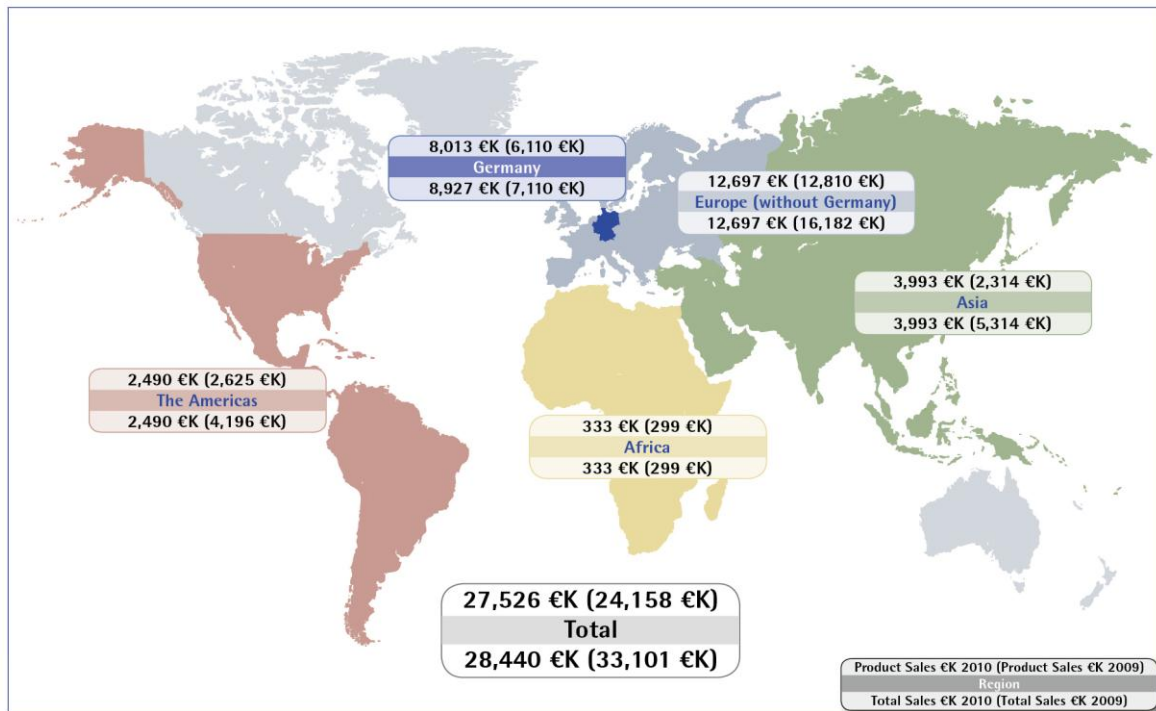 8,013 €K (6,110 €K)
Germany
8,927 €K (7,110 €K)
12,697 €K (12,810 €K)
Europe (without Germany)
12,697 €K (16,182 €K)
3,993 €K (2,314 €K)
Asia
3,993 €K (5,314 €K)
2,490 €K (2,625 €K)
The Americas
2,490 €K (4,196 €K)
333 €K (299 €K)
Africa
333 €K (299 €K)
27,526 €K (24,158 €K)
Total
28,440 €K (33,101 €K)
Product Sales €K 2010 (Product Sales €K 2009)
Region
Total Sales €K 2010 (Total Sales €K 2009)